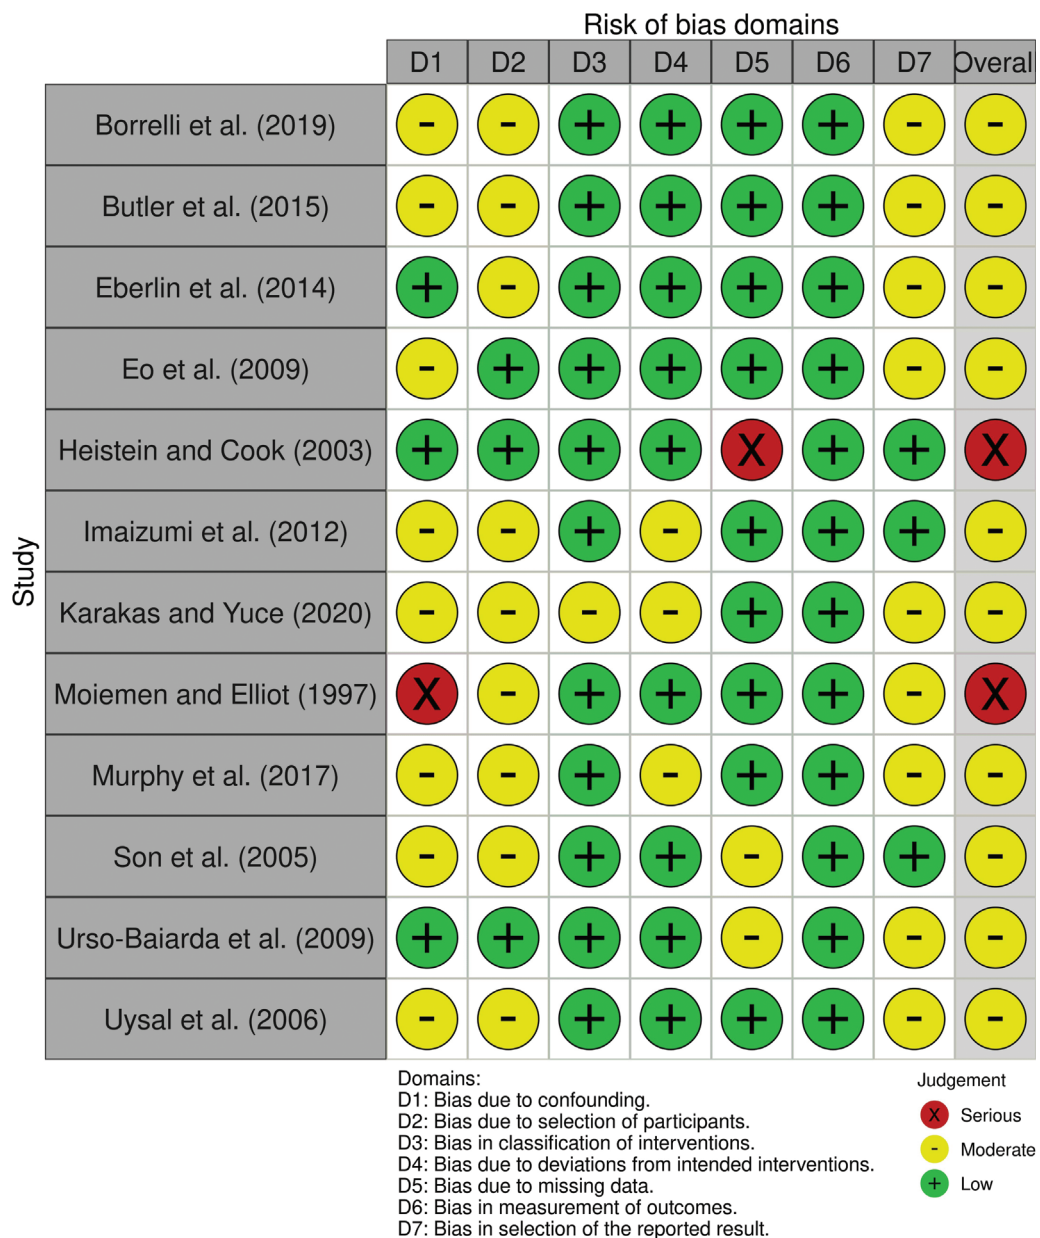 Risk of bias domains
D1 D2 D3 D4 D5 D6 D7 Overal
Study
Borrelli et al. (2019) - - + + + + - -
Butler et al. (2015) - - + + + + - -
Eberlin et al. (2014) + - + + + + - -
Eo et al. (2009) - + + + + + - -
Heistein and Cook (2003) + + + + X + + X
Imaizumi et al. (2012) - - + - + + + -
Karakas and Yuce (2020) - - - - + + - -
Moiemen and Elliot (1997) X - + + + + - X
Murphy et al. (2017) - - + - + + - -
Son et al. (2005) - - + + - + + -
Urso-Baiarda et al. (2009) + + + + - + - -
Uysal et al. (2006) - - + + + + - -
Domains:
D1: Bias due to confounding.
D2: Bias due to selection of participants.
D3: Bias in classification of interventions.
D4: Bias due to deviations from intended interventions.
D5: Bias due to missing data.
D6: Bias in measurement of outcomes.
D7: Bias in selection of the reported result.
Judgement
X Serious
- Moderate
+ Low